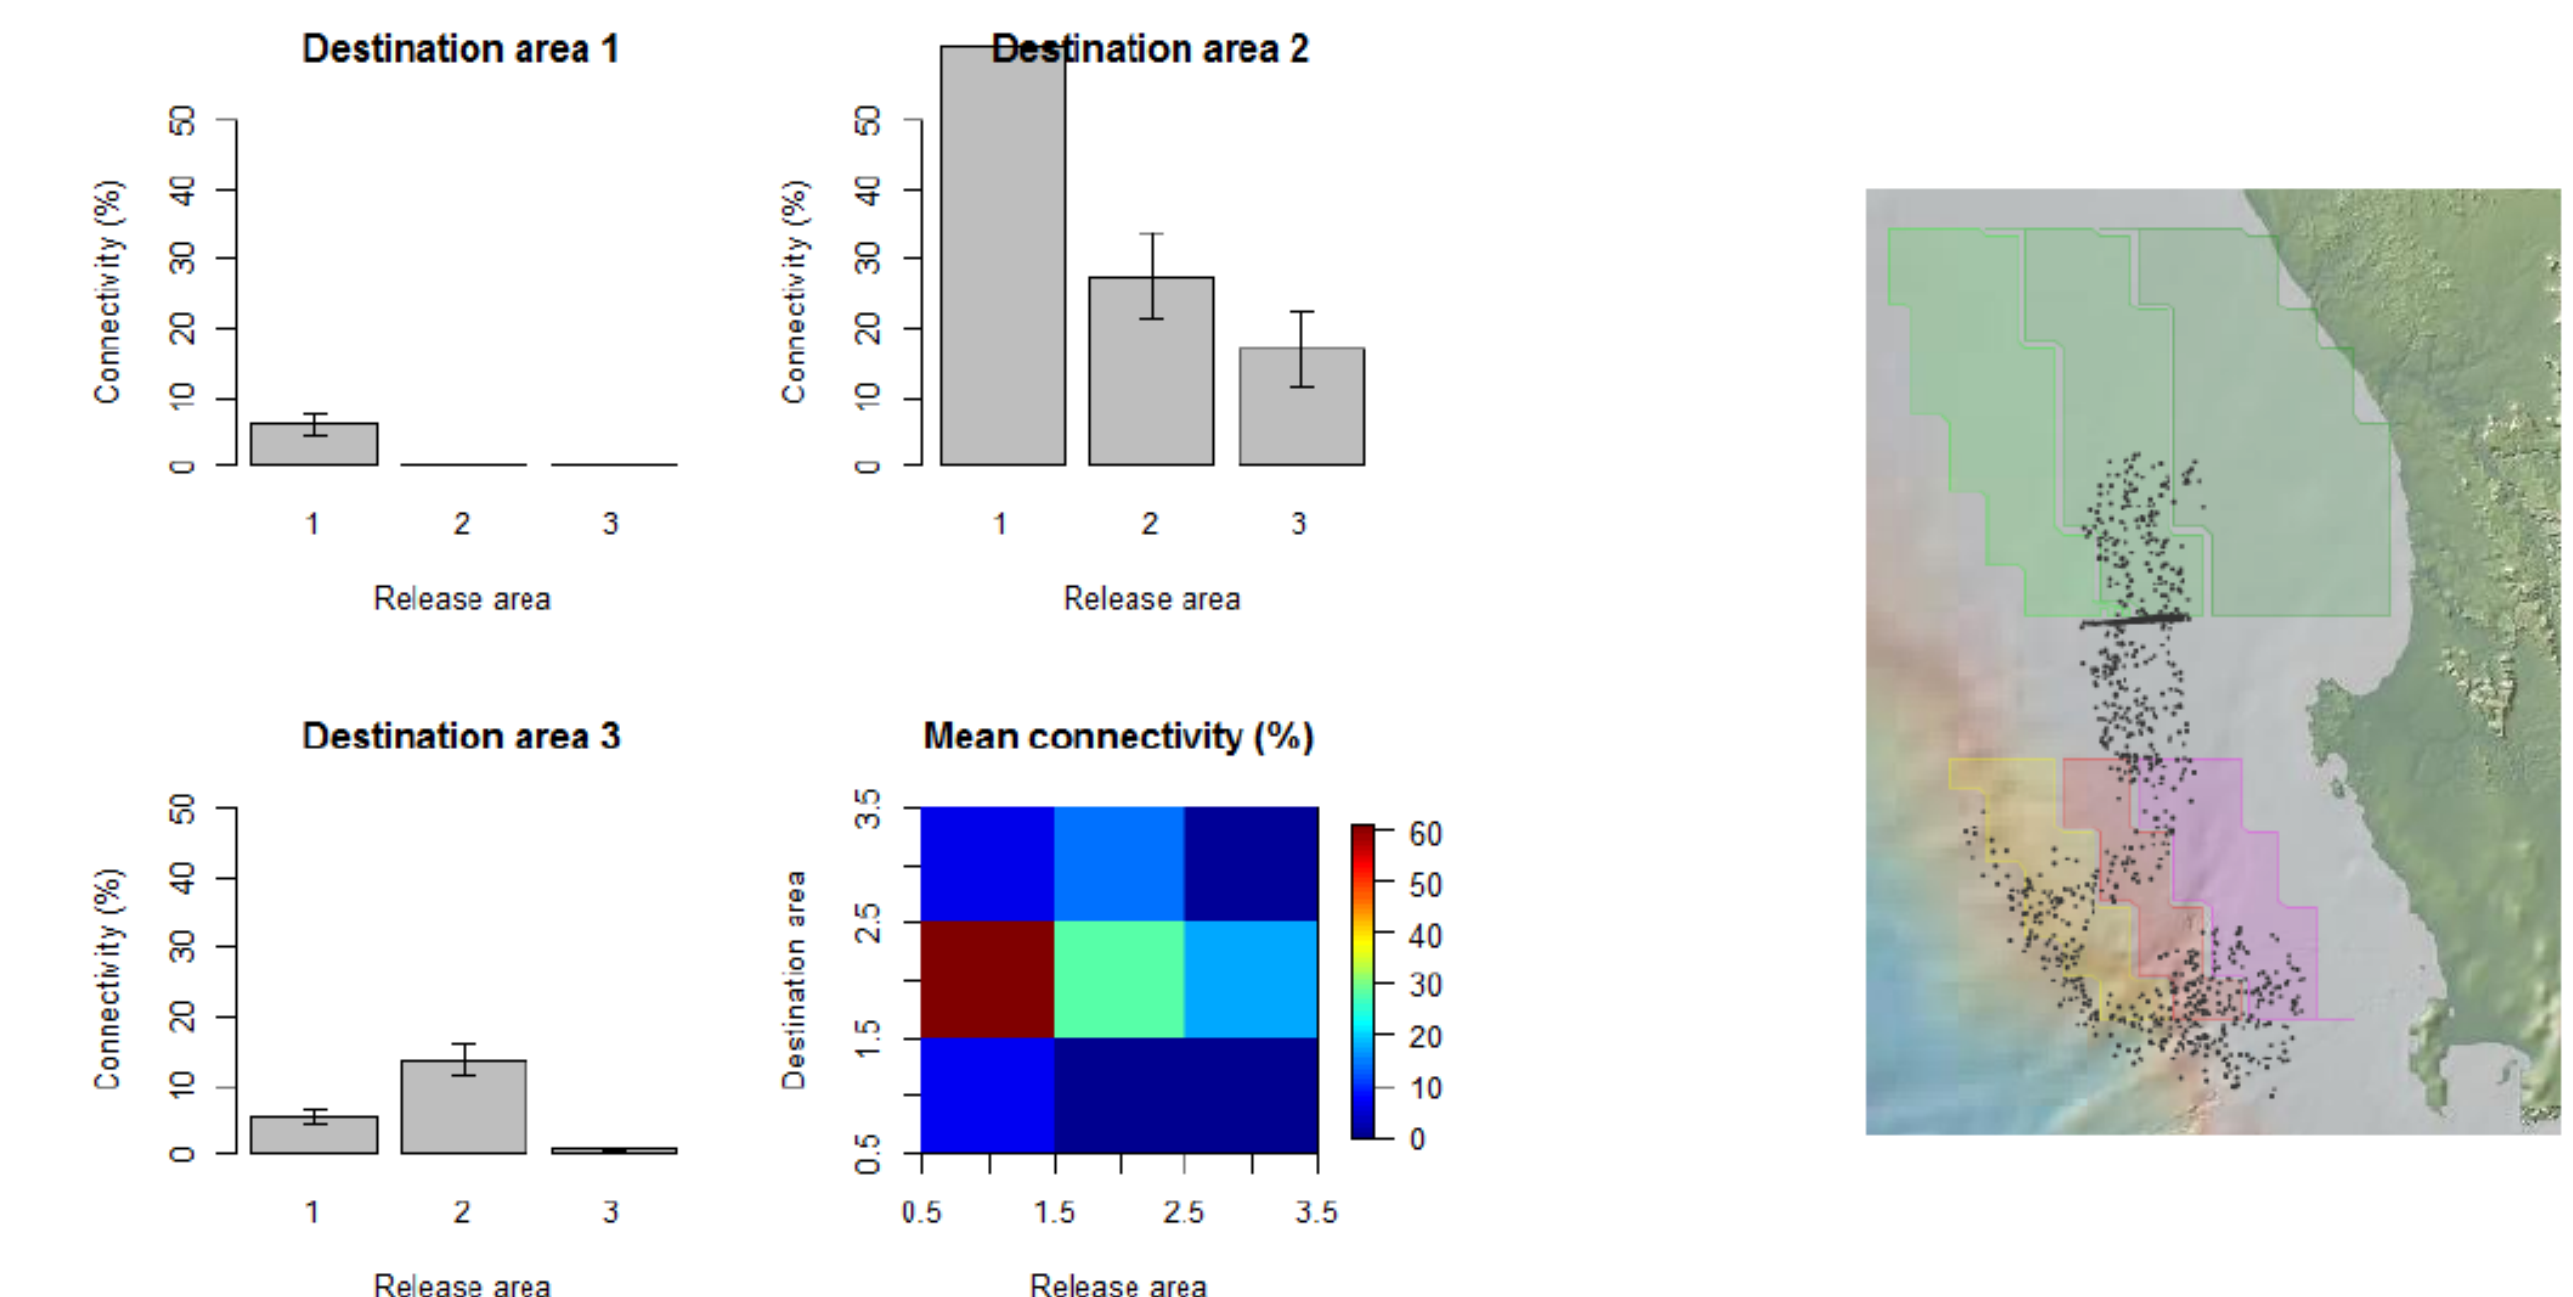 Destination area 1
Connectivity (%)
50
40
30
20
10
0
1 2 3
Release area
Destination area 2
Connectivity (%)
50
40
30
20
10
0
1 2 3
Release area
Destination area 3
Connectivity (%)
50
40
30
20
10
0
1 2 3
Release area
Mean connectivity (%)
Destination area
3.5
2.5
1.5
0.5
0.5 1.5 2.5 3.5
Release area
60
50
40
30
20
10
0